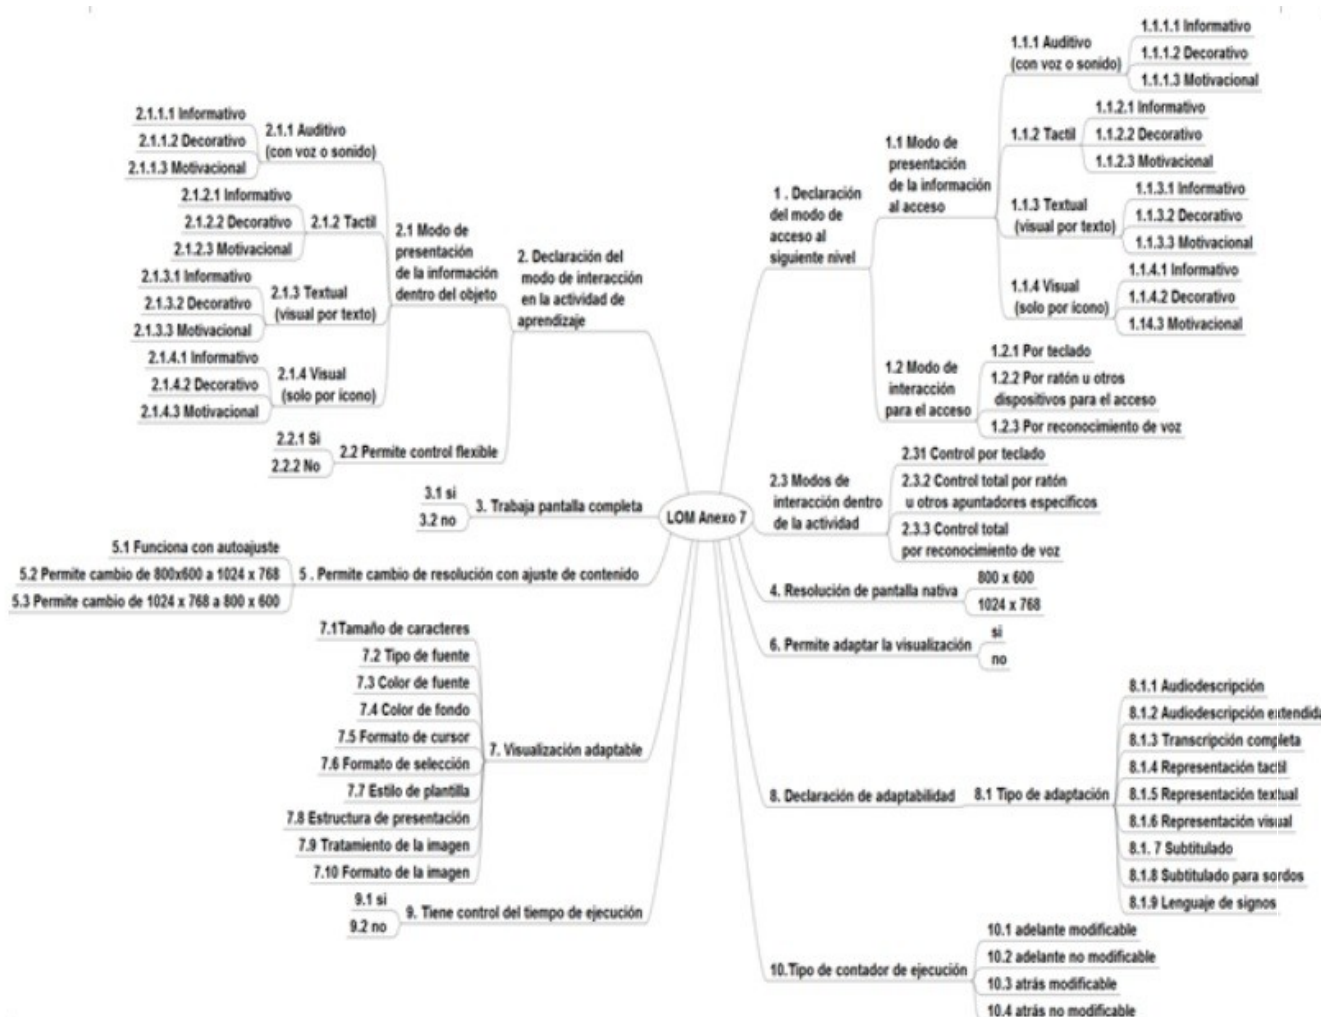 LOM Anexo 7
1 . Declaración
del modo de
acceso al
siguiente nivel
1.1 Modo de
presentación
de la información
al acceso
1.1.1 Auditivo
(con voz o sonido)
1.1.1.1 Informativo
1.1.1.2 Decorativo
1.1.1.3 Motivacional
1.1.2 Tactil
1.1.2.1 Informativo
1.1.2.2 Decorativo
1.1.2.3 Motivacional
1.1.3 Textual
(visual por texto)
1.1.3.1 Informativo
1.1.3.2 Decorativo
1.1.3.3 Motivacional
1.1.4 Visual
(solo por ícono)
1.1.4.1 Informativo
1.1.4.2 Decorativo
1.14.3 Motivacional
1.2 Modo de
interacción
para el acceso
1.2.1 Por teclado
1.2.2 Por ratón u otros
dispositivos para el acceso
1.2.3 Por reconocimiento de voz
2. Declaración del
modo de interacción
en la actividad de
aprendizaje
2.1 Modo de
presentación
de la información
dentro del objeto
2.1.1 Auditivo
(con voz o sonido)
2.1.1.1 Informativo
2.1.1.2 Decorativo
2.1.1.3 Motivacional
2.1.2 Tactil
2.1.2.1 Informativo
2.1.2.2 Decorativo
2.1.2.3 Motivacional
2.1.3 Textual
(visual por texto)
2.1.3.1 Informativo
2.1.3.2 Decorativo
2.1.3.3 Motivacional
2.1.4 Visual
(solo por ícono)
2.1.4.1 Informativo
2.1.4.2 Decorativo
2.1.4.3 Motivacional
2.2 Permite control flexible
2.2.1 Si
2.2.2 No
2.3 Modos de
interacción dentro
de la actividad
2.31 Control por teclado
2.3.2 Control total por ratón
u otros apuntadores específicos
2.3.3 Control total
por reconocimiento de voz
3. Trabaja pantalla completa
3.1 si
3.2 no
4. Resolución de pantalla nativa
800 x 600
1024 x 768
5 . Permite cambio de resolución con ajuste de contenido
5.1 Funciona con autoajuste
5.2 Permite cambio de 800x600 a 1024 x 768
5.3 Permite cambio de 1024 x 768 a 800 x 600
6. Permite adaptar la visualización
si
no
7. Visualización adaptable
7.1Tamaño de caracteres
7.2 Tipo de fuente
7.3 Color de fuente
7.4 Color de fondo
7.5 Formato de cursor
7.6 Formato de selección
7.7 Estilo de plantilla
7.8 Estructura de presentación
7.9 Tratamiento de la imagen
7.10 Formato de la imagen
8. Declaración de adaptabilidad
8.1 Tipo de adaptación
8.1.1 Audiodescripción
8.1.2 Audiodescripción extendida
8.1.3 Transcripción completa
8.1.4 Representación tactil
8.1.5 Representación textual
8.1.6 Representación visual
8.1. 7 Subtitulado
8.1.8 Subtitulado para sordos
8.1.9 Lenguaje de signos
9. Tiene control del tiempo de ejecución
9.1 si
9.2 no
10.Tipo de contador de ejecución
10.1 adelante modificable
10.2 adelante no modificable
10.3 atrás modificable
10.4 atrás no modificable